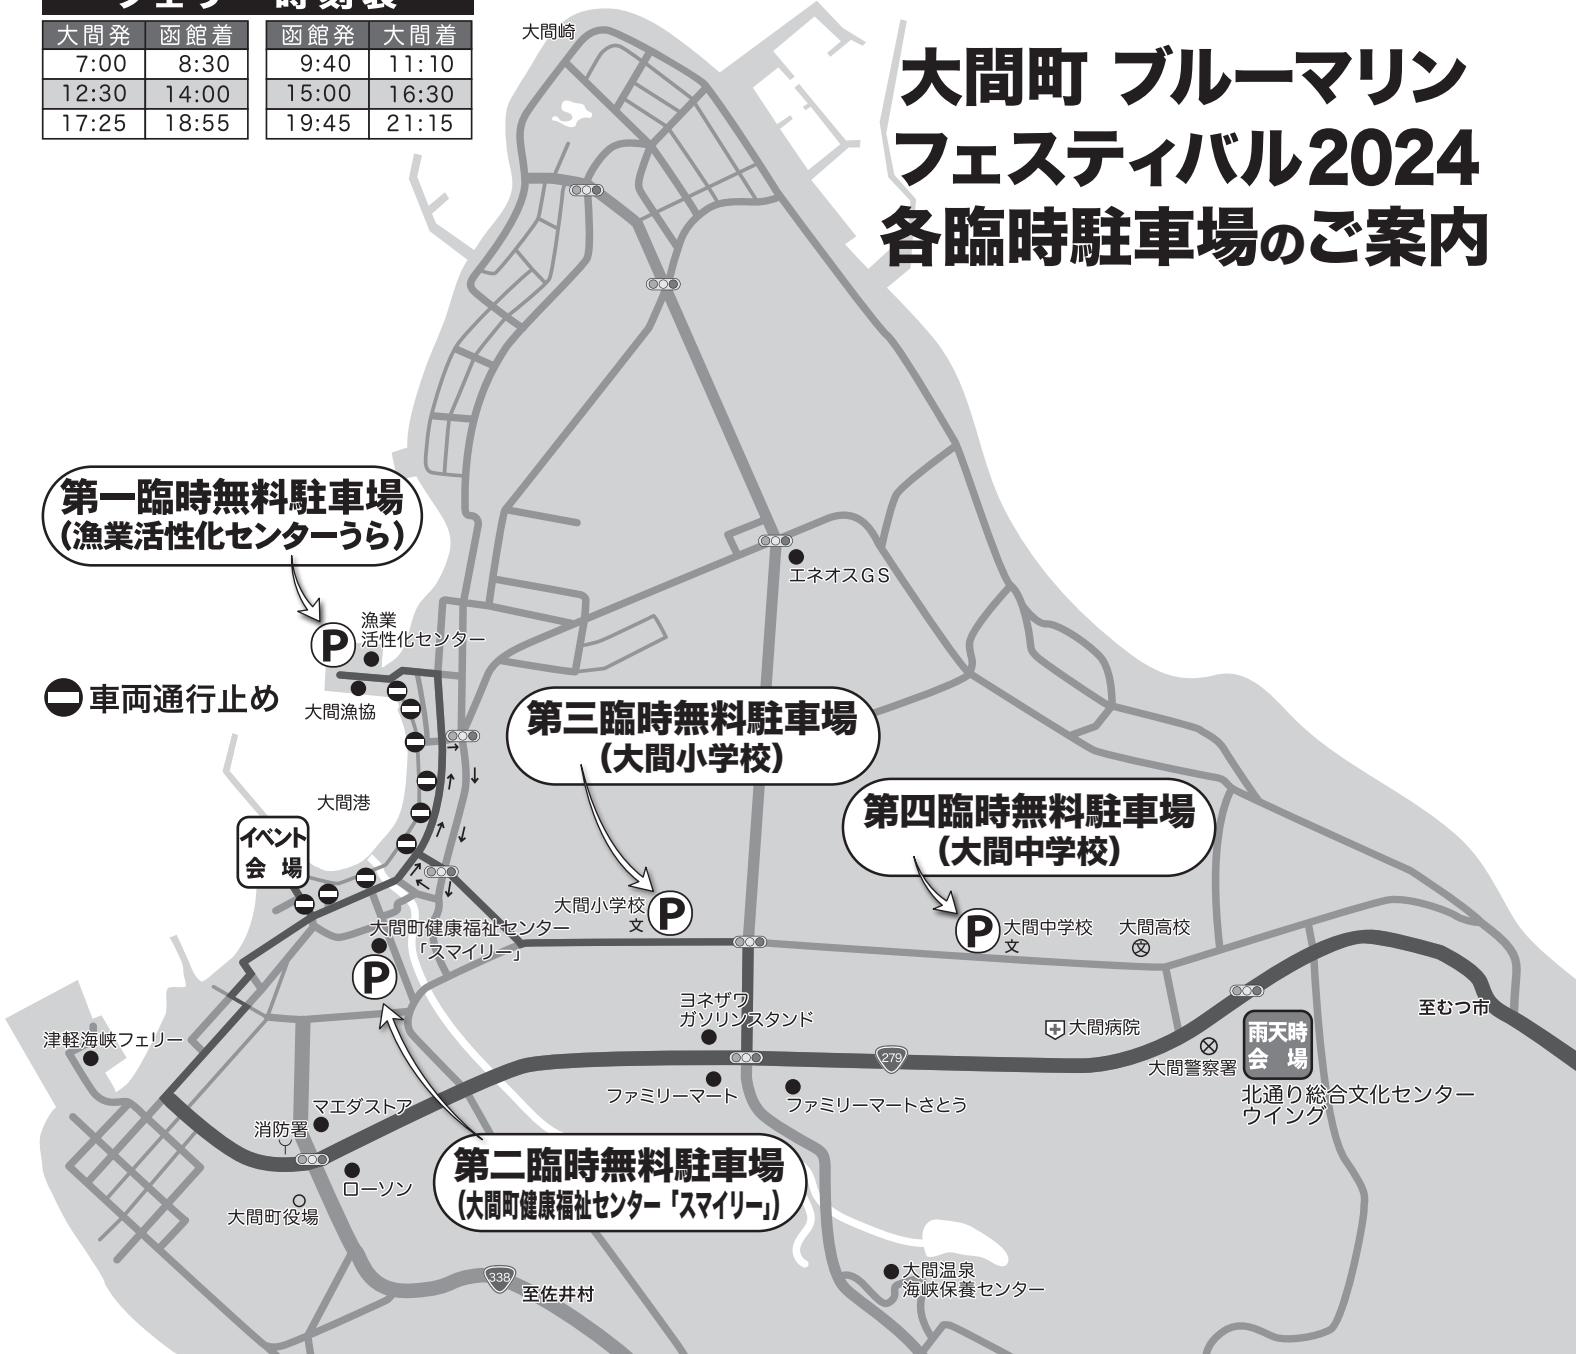 フェリー時刻表
大間発 函館着 函館発 大間着
7:00 8:30 9:40 11:10
12:30 14:00 15:00 16:30
17:25 18:55 19:45 21:15
大間崎
大間町 ブルーマリン
フェスティバル2024
各臨時駐車場のご案内
第一臨時無料駐車場
(漁業活性化センターうら)
エネオスGS
P
漁業
活性化センター
車両通行止め
大間漁協
第三臨時無料駐車場
(大間小学校)
大間港
第四臨時無料駐車場
(大間中学校)
イベント
会 場
大間小学校
文
P
P
大間中学校
文
大間高校
文
大間町健康福祉センター
「スマイリー」
P
ヨネザワ
ガソリンスタンド
至むつ市
大間病院
雨天時
会 場
津軽海峡フェリー
279
大間警察署
北通り総合文化センター
ウイング
ファミリーマート
ファミリーマートさとう
マエダストア
消防署
第二臨時無料駐車場
(大間町健康福祉センター「スマイリー」)
ローソン
大間町役場
338
至佐井村
大間温泉
海峡保養センター